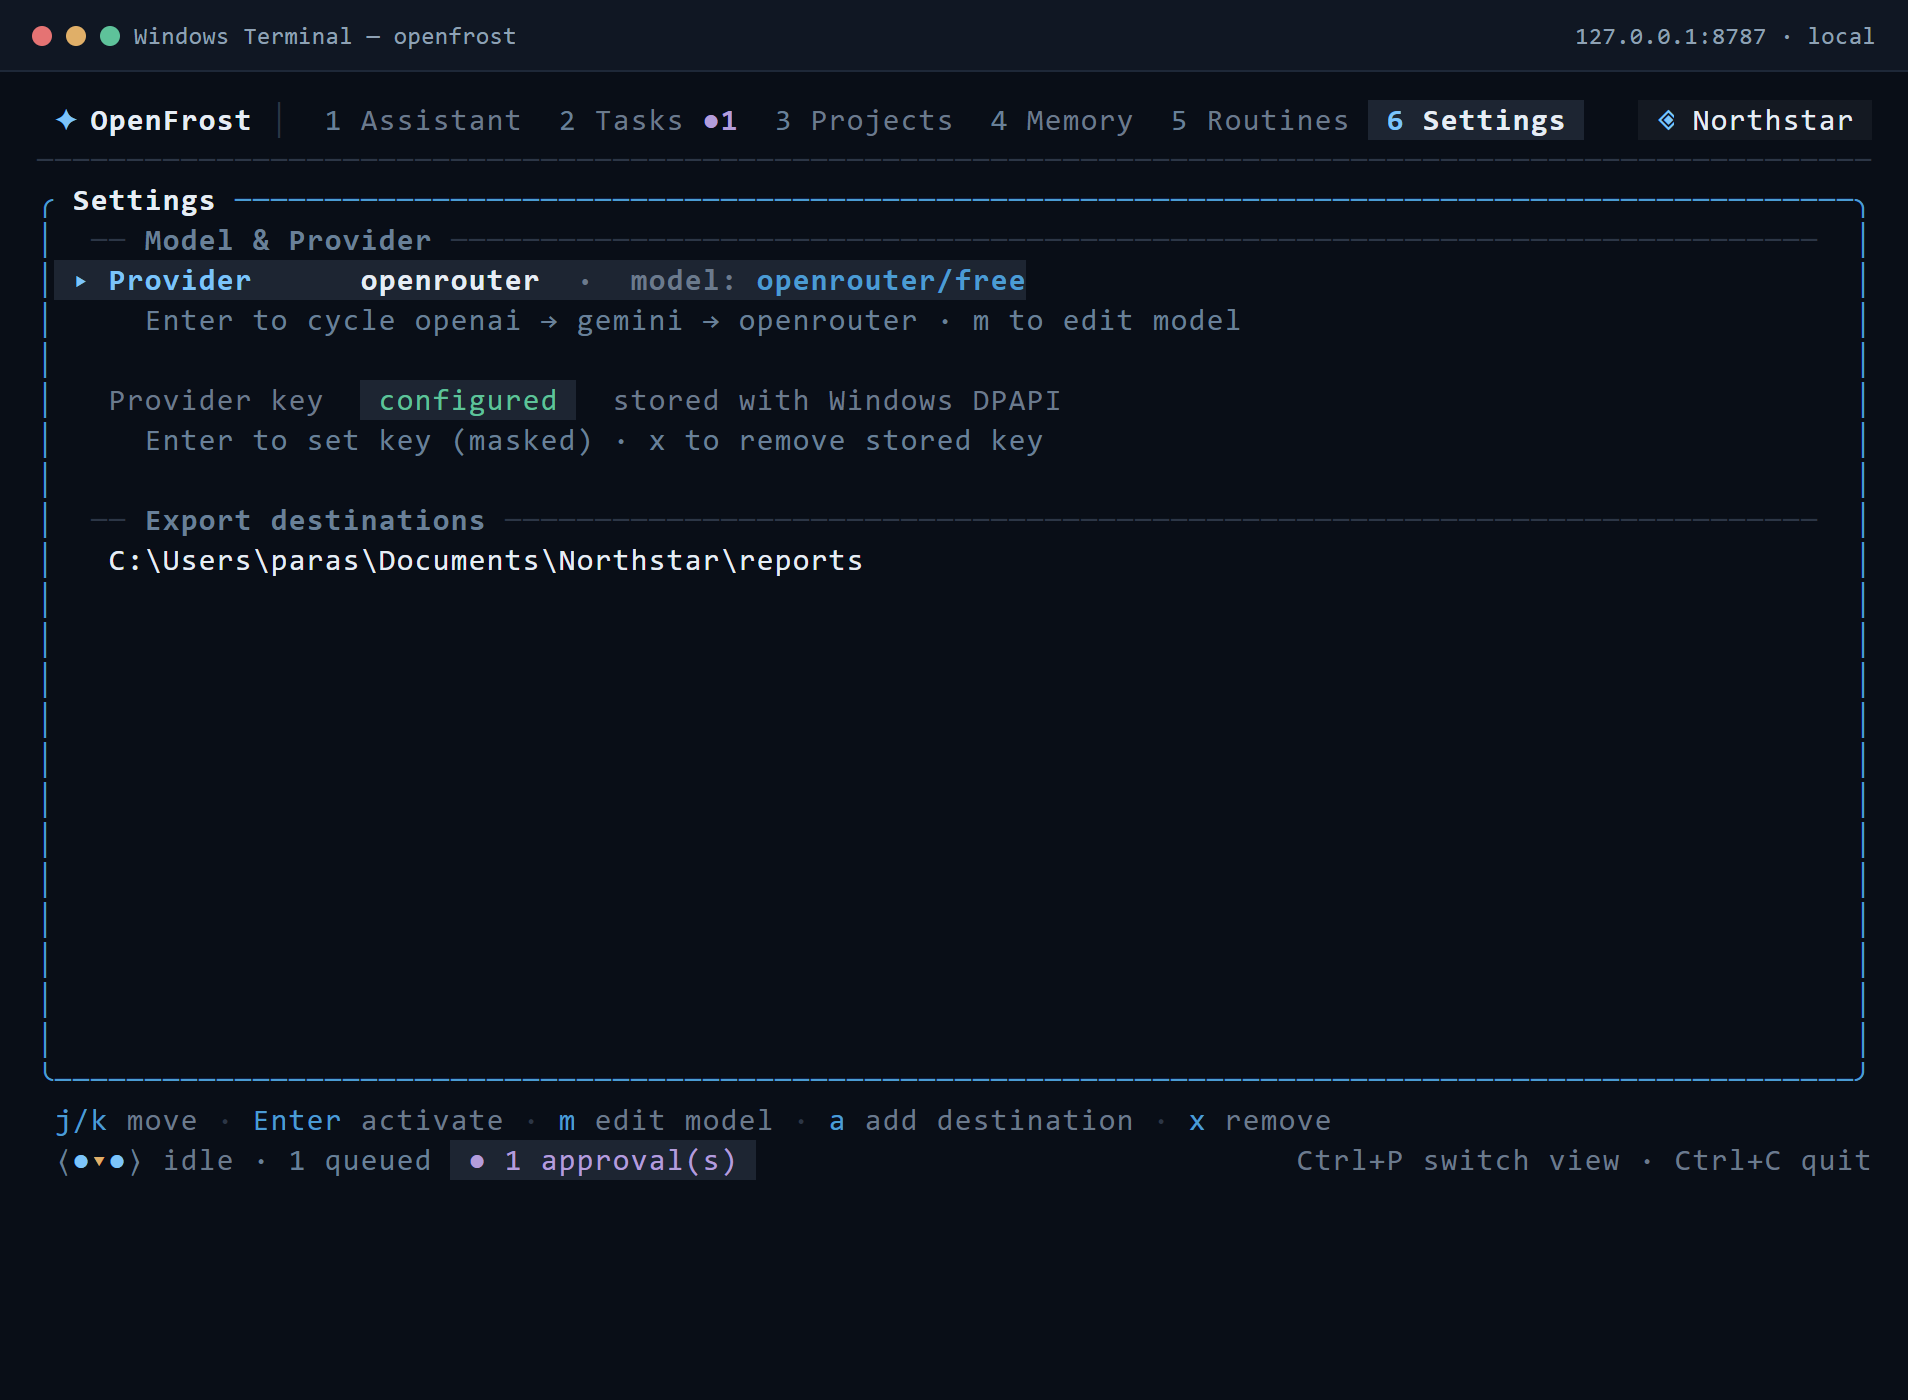 Windows Terminal — openfrost
127.0.0.1:8787 · local
✦ OpenFrost │ 1 Assistant 2 Tasks ●1 3 Projects 4 Memory 5 Routines 6 Settings ◈ Northstar
Settings
Model & Provider
▸ Provider openrouter · model: openrouter/free
Enter to cycle openai → gemini → openrouter · m to edit model
Provider key configured stored with Windows DPAPI
Enter to set key (masked) · x to remove stored key
Export destinations
C:\Users\paras\Documents\Northstar\reports
j/k move · Enter activate · m edit model · a add destination · x remove
⟨●▾●⟩ idle · 1 queued ● 1 approval(s) Ctrl+P switch view · Ctrl+C quit